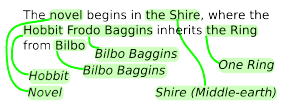 The novel begins in the Shire, where the
Hobbit Frodo Baggins inherits the Ring
from Bilbo
Bilbo Baggins
One Ring
Bilbo Baggins
Hobbit
Novel
Shire (Middle-earth)